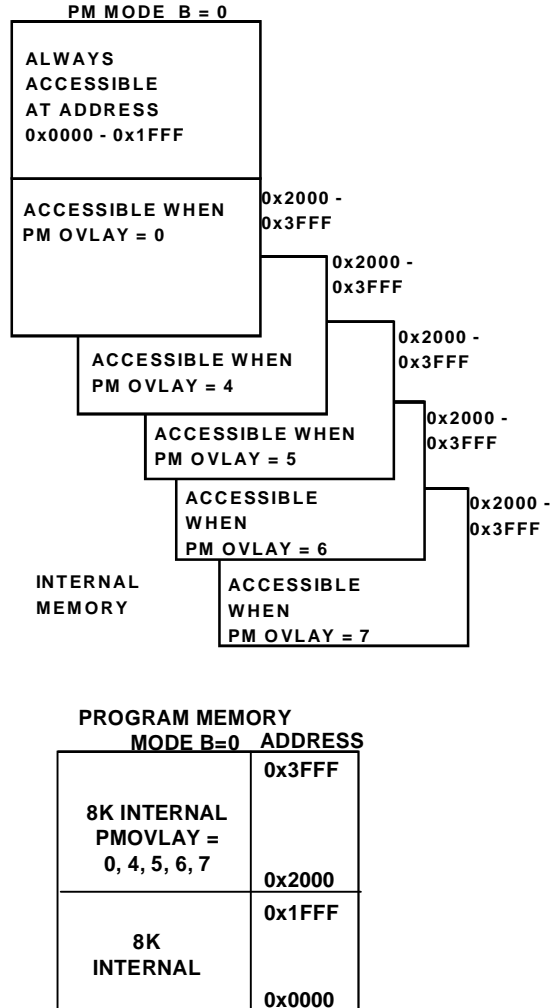 PM MODE B = 0
ALWAYS
ACCESSIBLE
AT ADDRESS
0x0000 - 0x1FFF
ACCESSIBLE WHEN
PM OVLAY = 0
0x2000 -
0x3FFF
0x2000 -
0x3FFF
ACCESSIBLE WHEN
PM OVLAY = 4
0x2000 -
0x3FFF
ACCESSIBLE WHEN
PM OVLAY = 5
0x2000 -
0x3FFF
ACCESSIBLE
WHEN
PM OVLAY = 6
0x2000 -
0x3FFF
INTERNAL
MEMORY
ACCESSIBLE
WHEN
PM OVLAY = 7
PROGRAM MEMORY
MODE B=0 ADDRESS
0x3FFF
8K INTERNAL
PMOVLAY =
0, 4, 5, 6, 7
0x2000
0x1FFF
8K
INTERNAL
0x0000